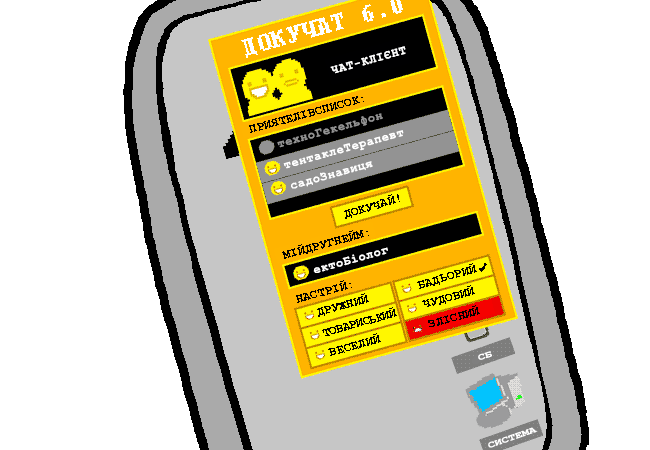 ДОКУЧАТ 6.0
ЧАТ-КЛІЄНТ
ПРИЯТЕЛІВСПИСОК:
техноГекельфон
тентаклеТерапевт
садоЗнавиця
ДОКУЧАЙ!
МІЙДРУГНЕЙМ:
ектоБіолог
НАСТРІЙ:
ДРУЖНИЙ
БАДЬОРИЙ
ТОВАРИСЬКИЙ
ЧУДОВИЙ
ВЕСЕЛИЙ
ЗЛІСНИЙ
СБ
СИСТЕМА